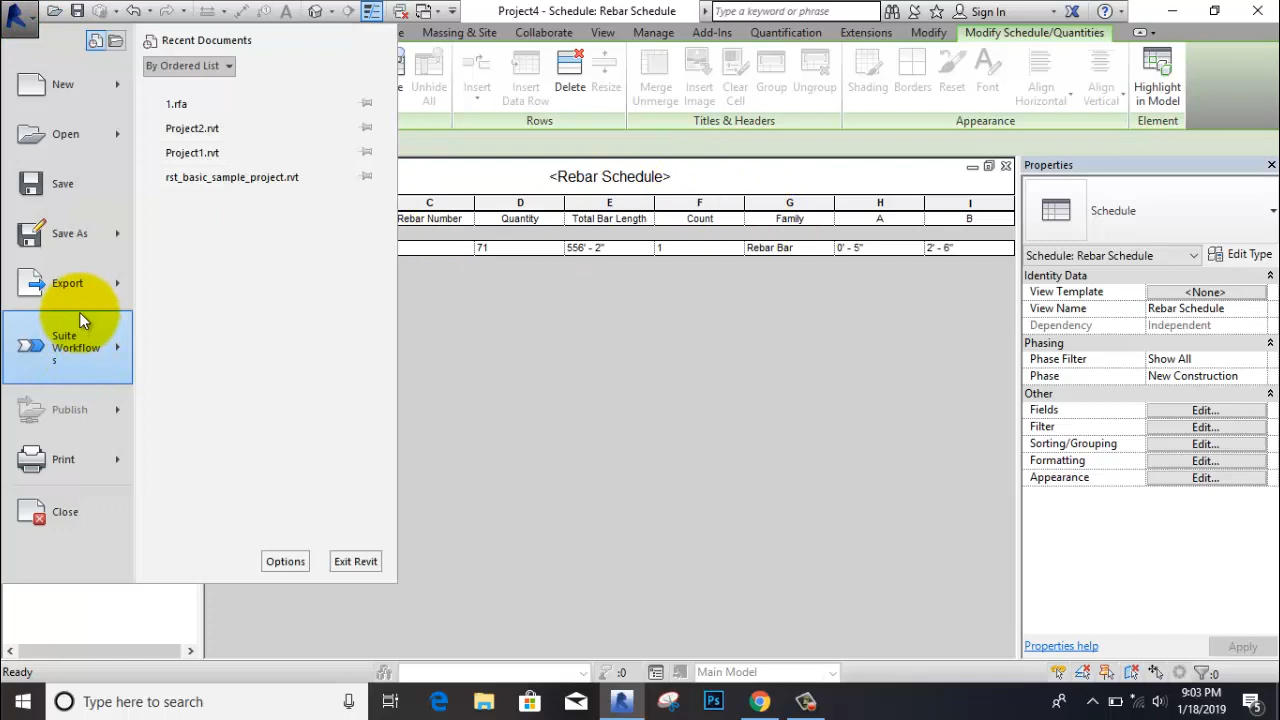 Project4 - Schedule: Rebar Schedule
Type a keyword or phrase
Sign In
Massing & Site
Collaborate
View
Manage
Add-Ins
Quantification
Extensions
Modify
Modify Schedule/Quantities
Unhide All
Insert
Insert Data Row
Delete
Resize
Merge Unmerge
Insert Image
Clear Cell
Group
Ungroup
Shading
Borders
Reset
Font
Align Horizontal
Align Vertical
Highlight in Model
Rows
Titles & Headers
Appearance
Element
Recent Documents
By Ordered List
1.rfa
Project2.rvt
Project1.rvt
rst_basic_sample_project.rvt
New
Open
Save
Save As
Export
Suite
Workflow
s
Publish
Print
Close
Options
Exit Revit
<Rebar Schedule>
C D E F G H I
Rebar Number Quantity Total Bar Length Count Family A B
71 556' - 2" 1 Rebar Bar 0' - 5" 2' - 6"
Properties
Schedule
Schedule: Rebar Schedule
Edit Type
Identity Data
View Template <None>
View Name Rebar Schedule
Dependency Independent
Phasing
Phase Filter Show All
Phase New Construction
Other
Fields Edit...
Filter Edit...
Sorting/Grouping Edit...
Formatting Edit...
Appearance Edit...
Properties help
Apply
Ready
:0
Main Model
:0
Type here to search
Ps
9:03 PM
1/18/2019
5